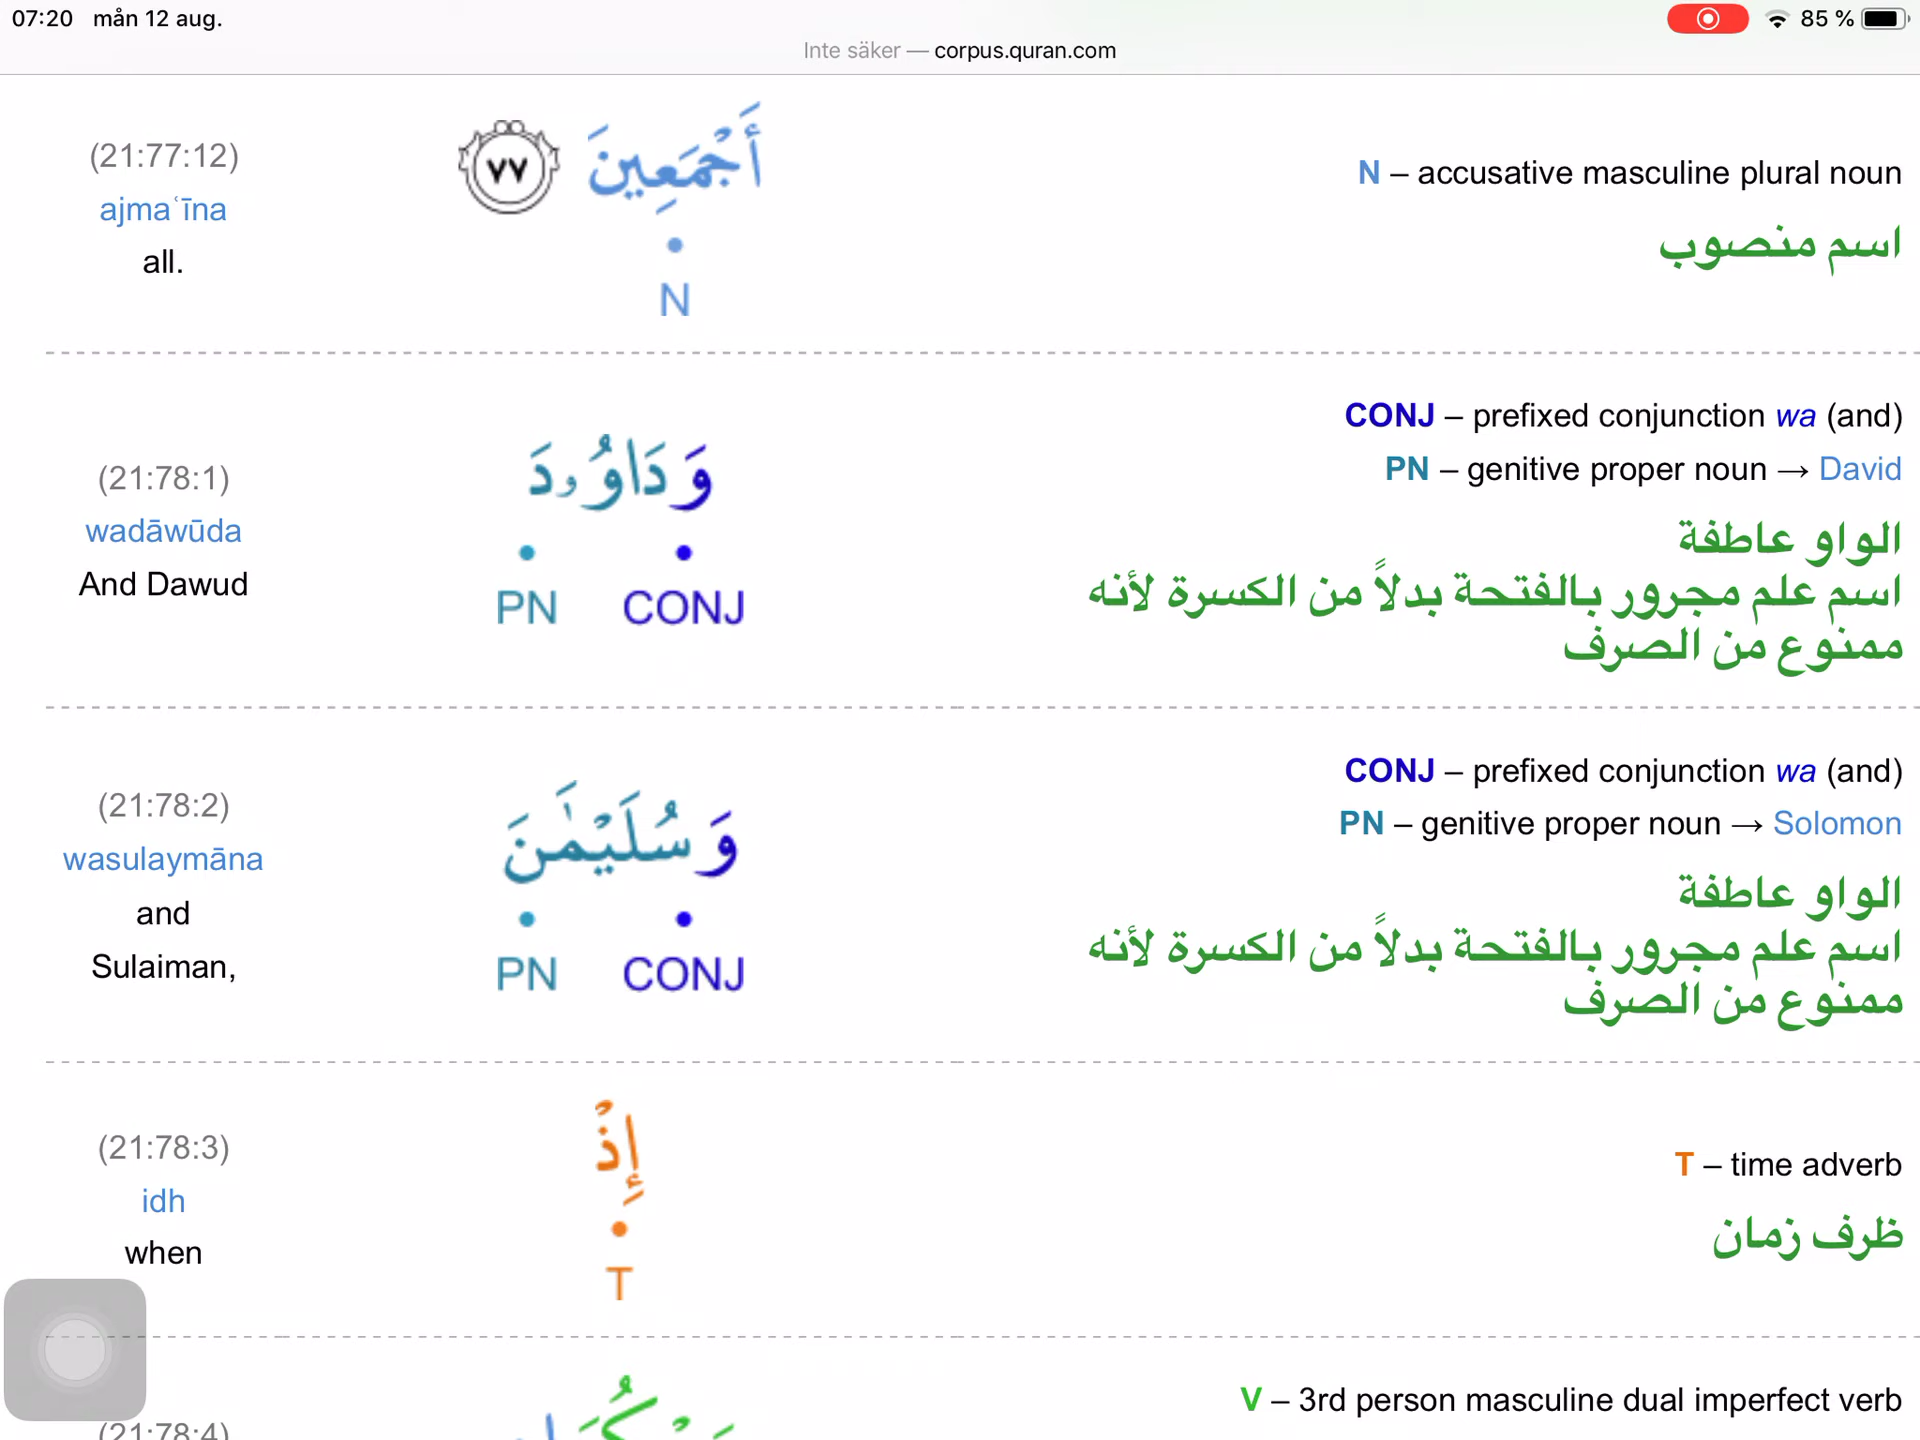 07:20 mån 12 aug.
85 %
Inte säker — corpus.quran.com
(21:77:12)
ajmaʿīna
all.
أَجْمَعِينَ ٧٧
N
N – accusative masculine plural noun
اسم منصوب
(21:78:1)
wadāwūda
And Dawud
وَدَاوُۥدَ
PN CONJ
CONJ – prefixed conjunction wa (and)
PN – genitive proper noun → David
الواو عاطفة
اسم علم مجرور بالفتحة بدلاً من الكسرة لأنه
ممنوع من الصرف
(21:78:2)
wasulaymāna
and
Sulaiman,
وَسُلَيْمَٰنَ
PN CONJ
CONJ – prefixed conjunction wa (and)
PN – genitive proper noun → Solomon
الواو عاطفة
اسم علم مجرور بالفتحة بدلاً من الكسرة لأنه
ممنوع من الصرف
(21:78:3)
idh
when
إِذْ
T
T – time adverb
ظرف زمان
(21:78:4)
V – 3rd person masculine dual imperfect verb